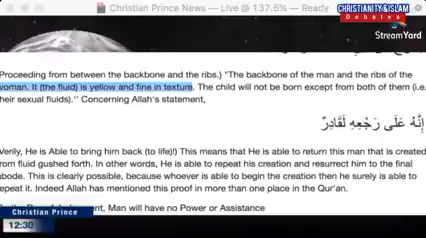 Christian Prince News — Live @ 137.5% — Ready
CHRISTIANITY&ISLAM
Debates
StreamYard
Proceeding from between the backbone and the ribs.) "The backbone of the man and the ribs of the
woman. It (the fluid) is yellow and fine in texture. The child will not be born except from both of them (i.e.
heir sexual fluids)." Concerning Allah's statement,
إِنَّهُ عَلَى رَجْعِهِ لَقَادِرٌ
Verily, He is Able to bring him back (to life)!) This means that He is able to return this man that is created
from fluid gushed forth. In other words, He is able to repeat his creation and resurrect him to the final
abode. This is clearly possible, because whoever is able to begin the creation then he surely is able to
repeat it. Indeed Allah has mentioned this proof in more than one place in the Qur'an.
Man will have no Power or Assistance
Christian Prince
12:30